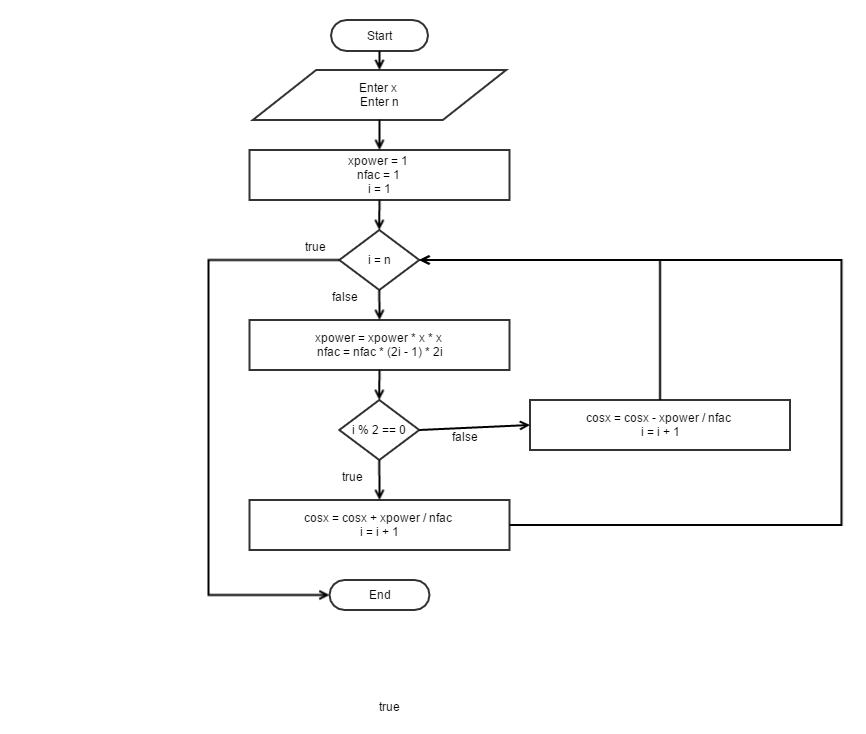 Start
Enter x
Enter n
xpower = 1
nfac = 1
i = 1
true
i = n
false
xpower = xpower * x * x
nfac = nfac * (2i - 1) * 2i
i % 2 == 0
false
cosx = cosx - xpower / nfac
i = i + 1
true
cosx = cosx + xpower / nfac
i = i + 1
End
true